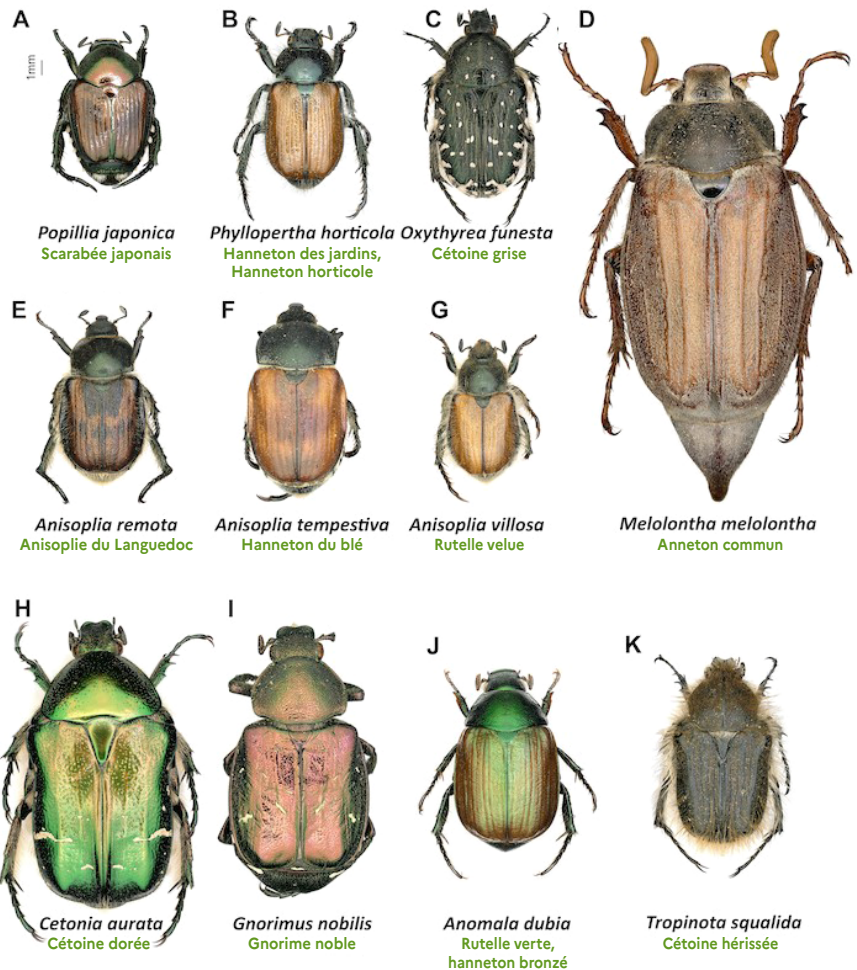 A
B
C
D
1mm
Popillia japonica
Scarabée japonais
Phyllopertha horticola
Hanneton des jardins,
Hanneton horticole
Oxythyrea funesta
Cétoine grise
E
F
G
Anisoplia remota
Anisoplie du Languedoc
Anisoplia tempestiva
Hanneton du blé
Anisoplia villosa
Rutelle velue
Melolontha melolontha
Anneton commun
H
I
J
K
Cetonia aurata
Cétoine dorée
Gnorimus nobilis
Gnorime noble
Anomala dubia
Rutelle verte,
hanneton bronzé
Tropinota squalida
Cétoine hérissée